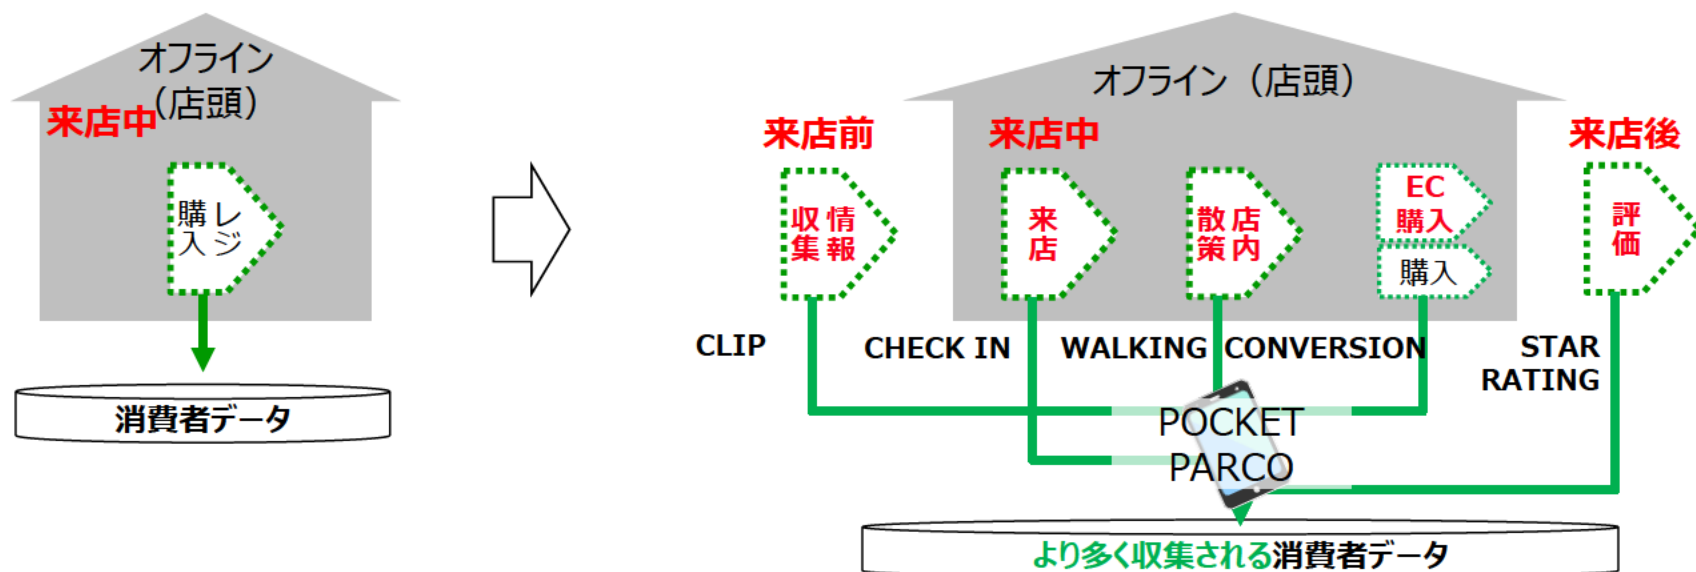 オフライン
（店頭）
来店中
レジ
購入
消費者データ
オフライン（店頭）
来店前
来店中
来店後
情報
収集
来店
店内
散策
EC
購入
購入
評価
CLIP
CHECK IN
WALKING
CONVERSION
STAR
RATING
POCKET
PARCO
より多く収集される消費者データ